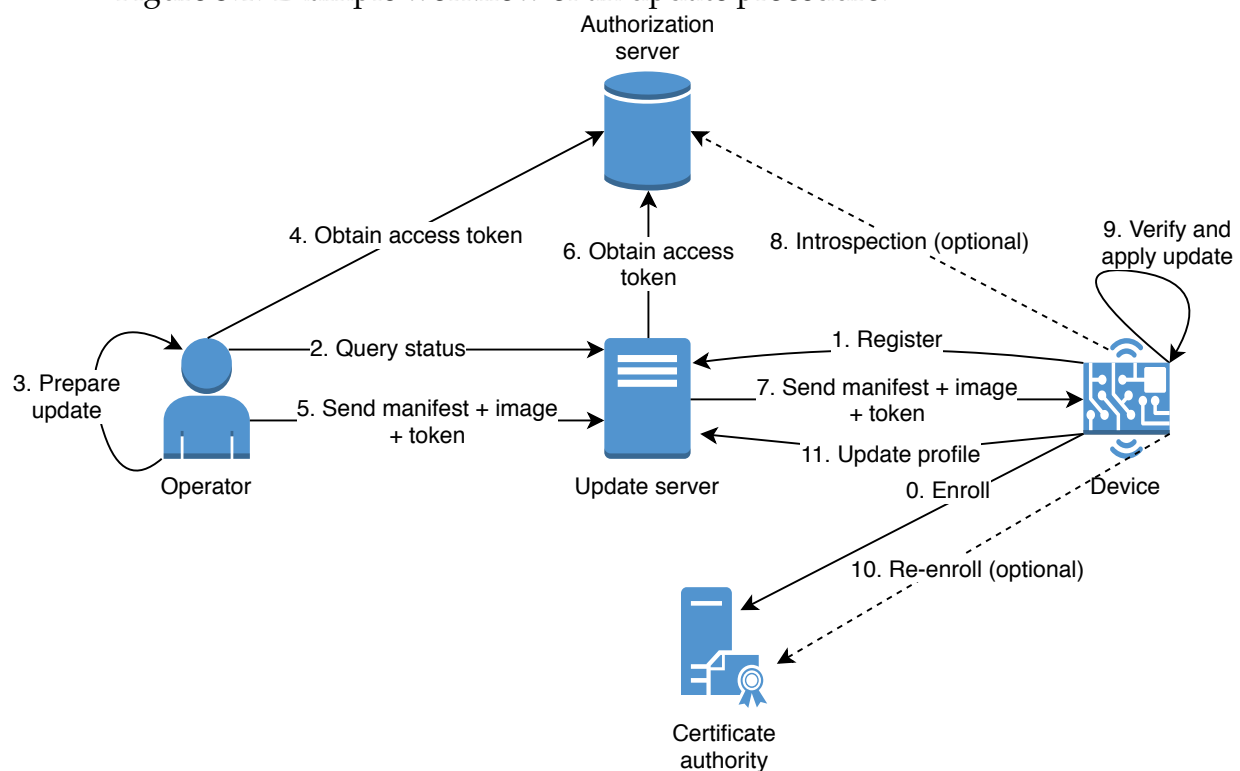 Authorization
server
4. Obtain access token
6. Obtain access
token
8. Introspection (optional)
9. Verify and
apply update
3. Prepare
update
2. Query status
1. Register
5. Send manifest + image
+ token
7. Send manifest + image
+ token
11. Update profile
Operator
Update server
0. Enroll
Device
10. Re-enroll (optional)
Certificate
authority